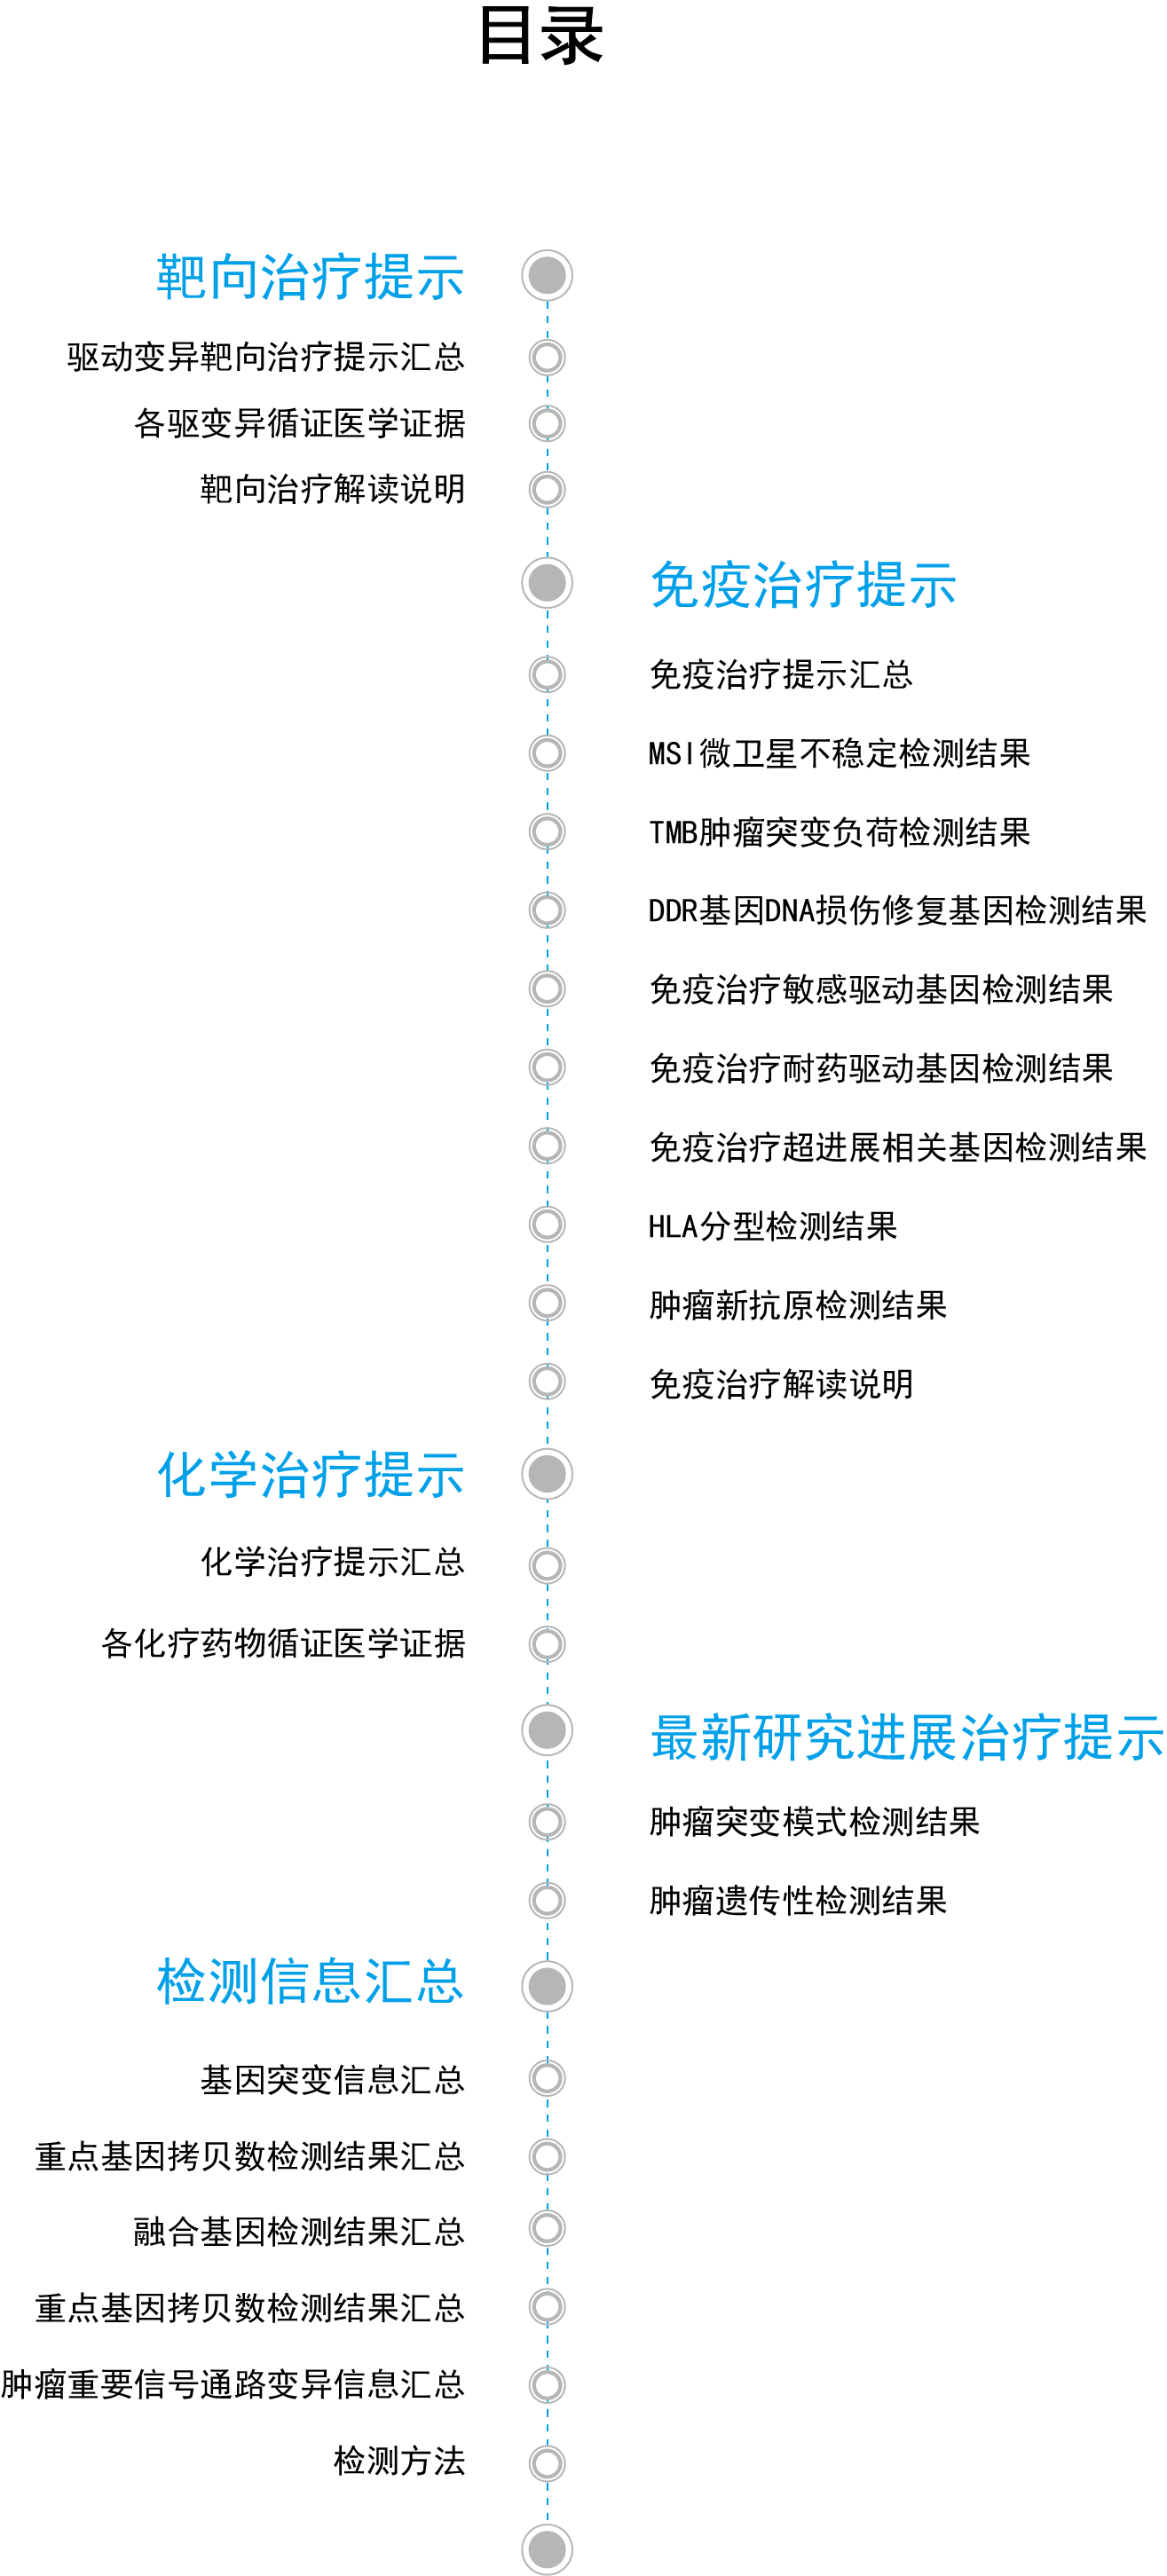 目录
靶向治疗提示
驱动变异靶向治疗提示汇总
各驱变异循证医学证据
靶向治疗解读说明
免疫治疗提示
免疫治疗提示汇总
MSI微卫星不稳定检测结果
TMB肿瘤突变负荷检测结果
DDR基因DNA损伤修复基因检测结果
免疫治疗敏感驱动基因检测结果
免疫治疗耐药驱动基因检测结果
免疫治疗超进展相关基因检测结果
HLA分型检测结果
肿瘤新抗原检测结果
免疫治疗解读说明
化学治疗提示
化学治疗提示汇总
各化疗药物循证医学证据
最新研究进展治疗提示
肿瘤突变模式检测结果
肿瘤遗传性检测结果
检测信息汇总
基因突变信息汇总
重点基因拷贝数检测结果汇总
融合基因检测结果汇总
重点基因拷贝数检测结果汇总
肿瘤重要信号通路变异信息汇总
检测方法